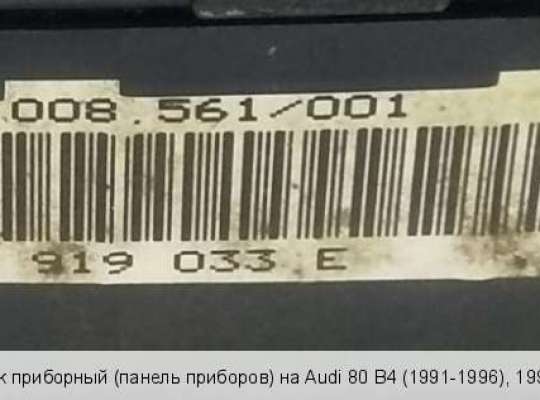 008.561/001
919 033 E
к приборный (панель приборов) на Audi 80 B4 (1991-1996), 199